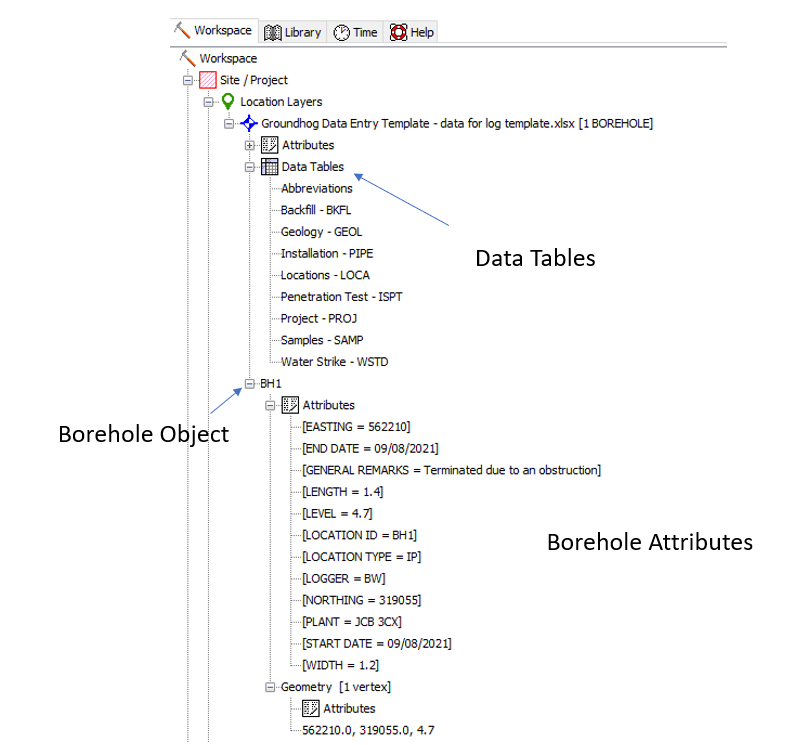 Workspace Library Time Help
Workspace
Site / Project
Location Layers
Groundhog Data Entry Template - data for log template.xlsx [1 BOREHOLE]
Attributes
Data Tables
Abbreviations
Backfill - BKFL
Geology - GEOL
Data Tables
Installation - PIPE
Locations - LOCA
Penetration Test - ISPT
Project - PROJ
Samples - SAMP
Water Strike - WSTD
BH1
Attributes
Borehole Object
[EASTING = 562210]
[END DATE = 09/08/2021]
[GENERAL REMARKS = Terminated due to an obstruction]
[LENGTH = 1.4]
[LEVEL = 4.7]
[LOCATION ID = BH1]
Borehole Attributes
[LOCATION TYPE = IP]
[LOGGER = BW]
[NORTHING = 319055]
[PLANT = JCB 3CX]
[START DATE = 09/08/2021]
[WIDTH = 1.2]
Geometry [1 vertex]
Attributes
562210.0, 319055.0, 4.7